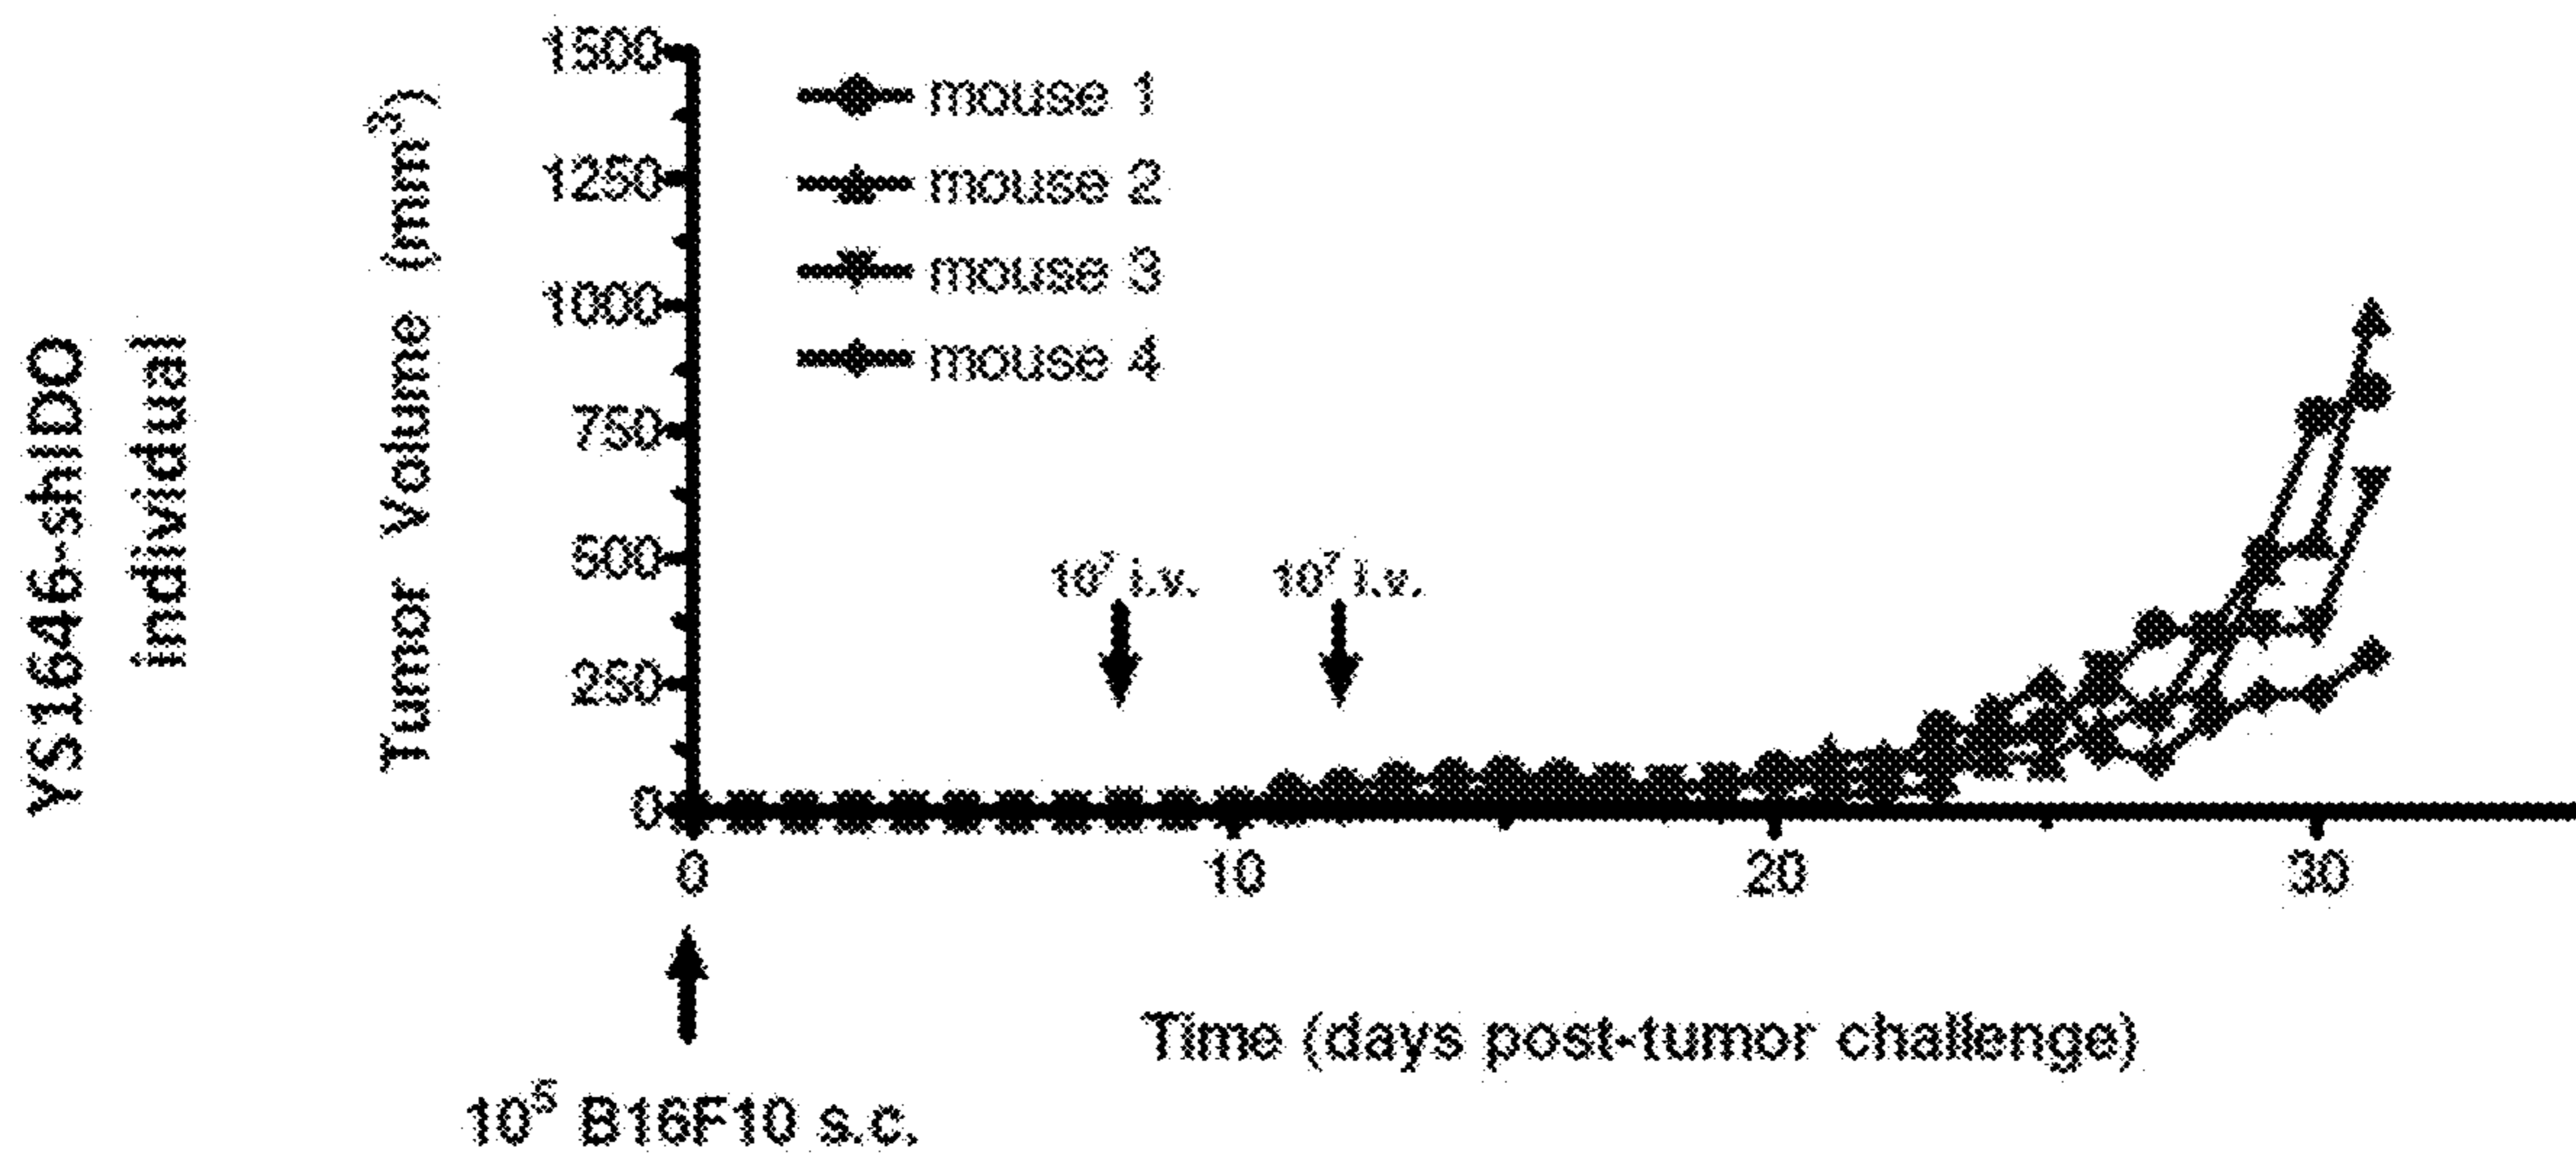 YS1646-shIDO
individual
Tumor Volume (mm³)
1500
1250
1000
750
500
250
0
mouse 1
mouse 2
mouse 3
mouse 4
10⁷ i.v.
10⁷ i.v.
0
10
20
30
Time (days post-tumor challenge)
10⁵ B16F10 s.c.